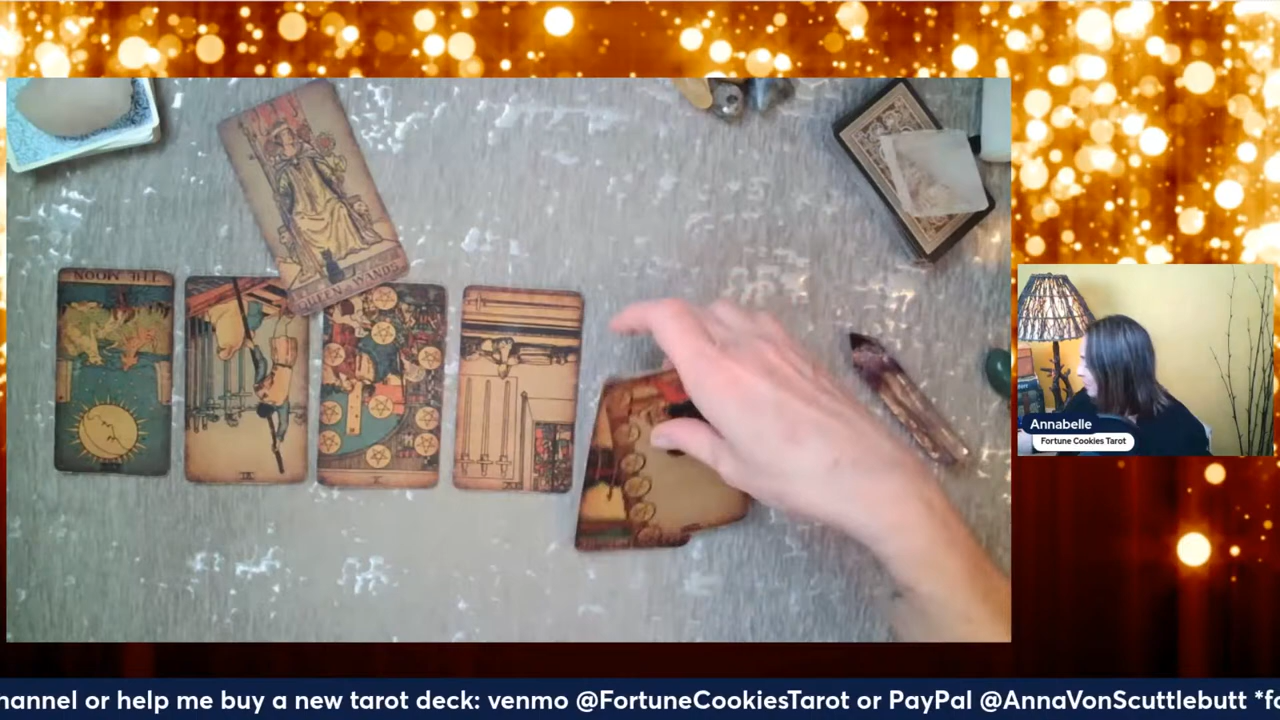 QUEEN of WANDS
THE MOON
X
Annabelle
Fortune Cookies Tarot
hannel or help me buy a new tarot deck: venmo @FortuneCookiesTarot or PayPal @AnnaVonScuttlebutt *fo